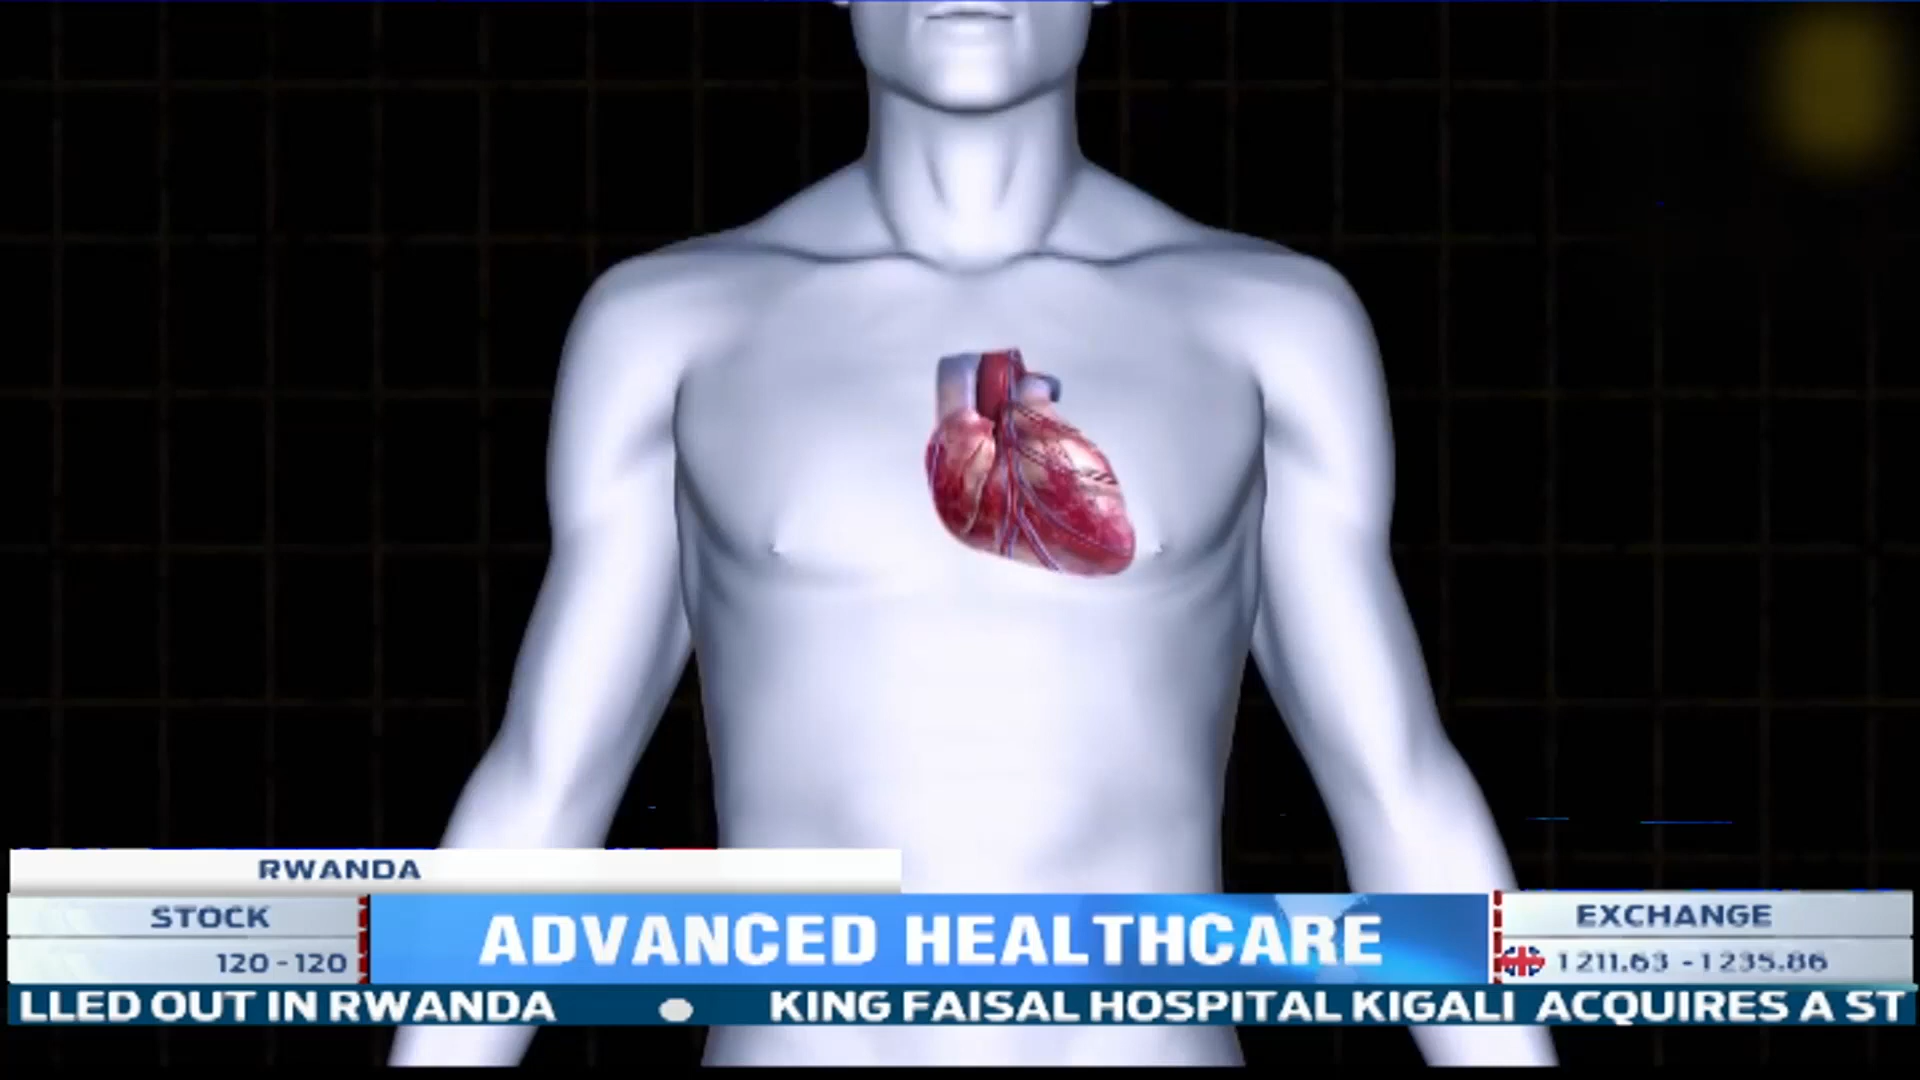 RWANDA
STOCK
120 - 120
ADVANCED HEALTHCARE
EXCHANGE
1211.63 - 1235.86
LLED OUT IN RWANDA
KING FAISAL HOSPITAL KIGALI ACQUIRES A ST